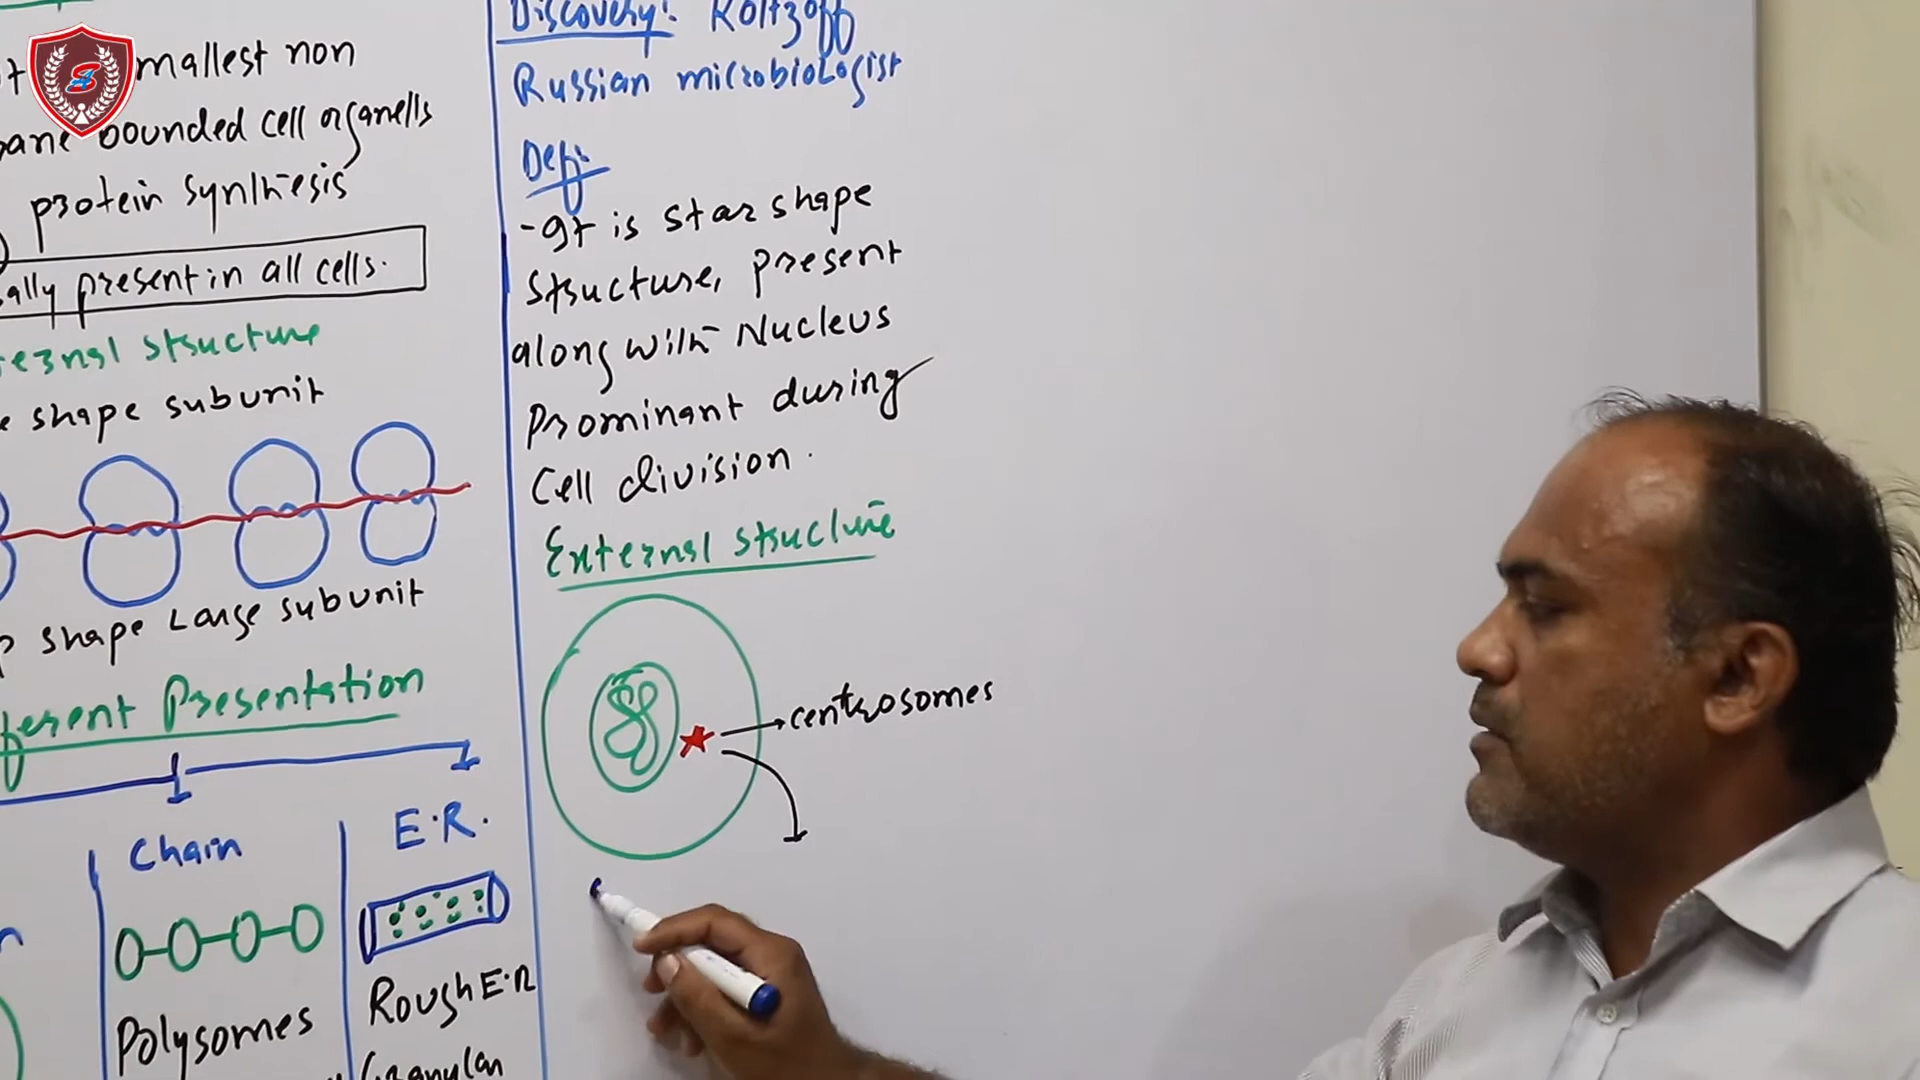 mallest non
bounded cell organells
protein synthesis
ally present in all cells.
structure
shape subunit
shape Large subunit
ferent Presentation
Chain
E.R.
Polysomes
Rough E.R
Granular
Discovery: Koltzoff
Russian microbiologist
Def:
- It is star shape
structure, present
along with Nucleus
Prominant during
Cell division.
External structure
centrosomes